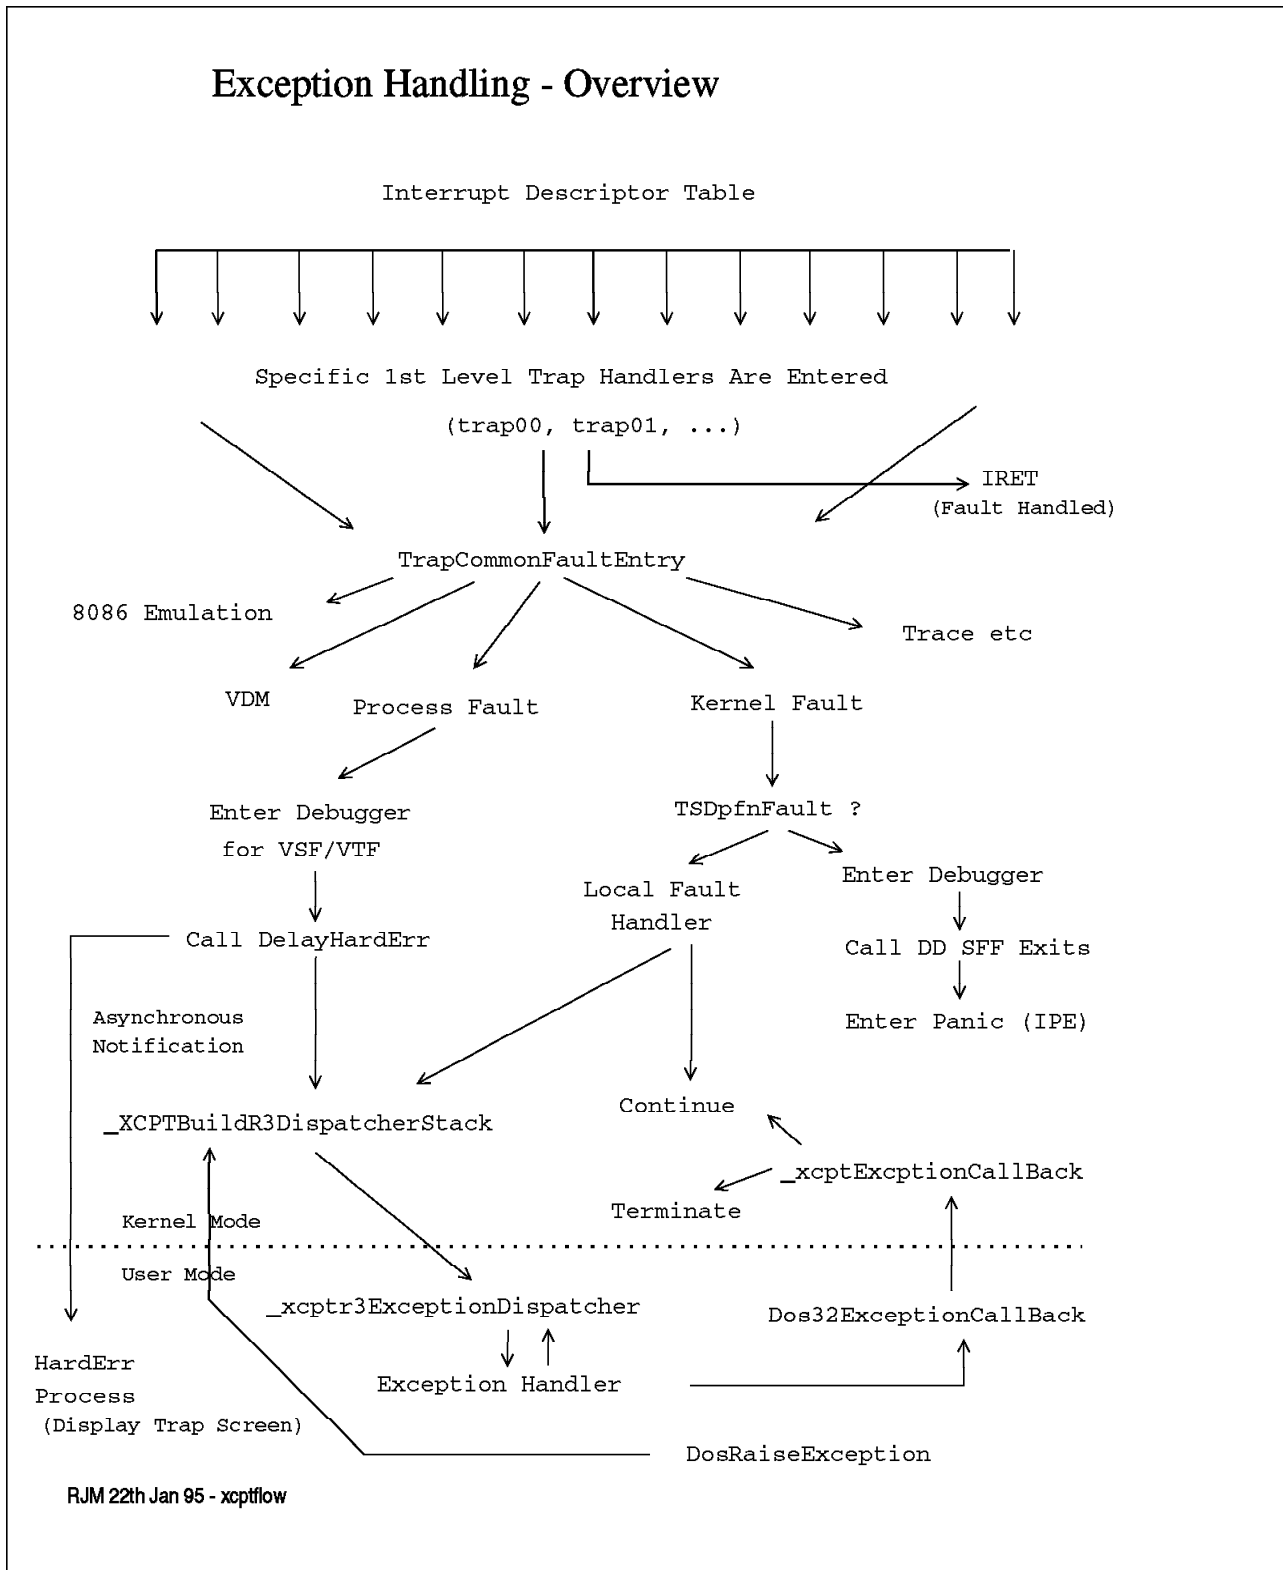 Exception Handling - Overview
Interrupt Descriptor Table
Specific 1st Level Trap Handlers Are Entered
(trap00, trap01, ...)
IRET
(Fault Handled)
TrapCommonFaultEntry
8086 Emulation
Trace etc
VDM
Process Fault
Kernel Fault
Enter Debugger
for VSF/VTF
TSDpfnFault ?
Enter Debugger
Local Fault
Handler
Call DelayHardErr
Call DD SFF Exits
Asynchronous
Notification
Enter Panic (IPE)
Continue
_XCPTBuildR3DispatcherStack
_xcptExcptionCallBack
Terminate
Kernel Mode
User Mode
_xcptr3ExceptionDispatcher
Dos32ExceptionCallBack
HardErr
Process
(Display Trap Screen)
Exception Handler
DosRaiseException
RJM 22th Jan 95 - xcptflow